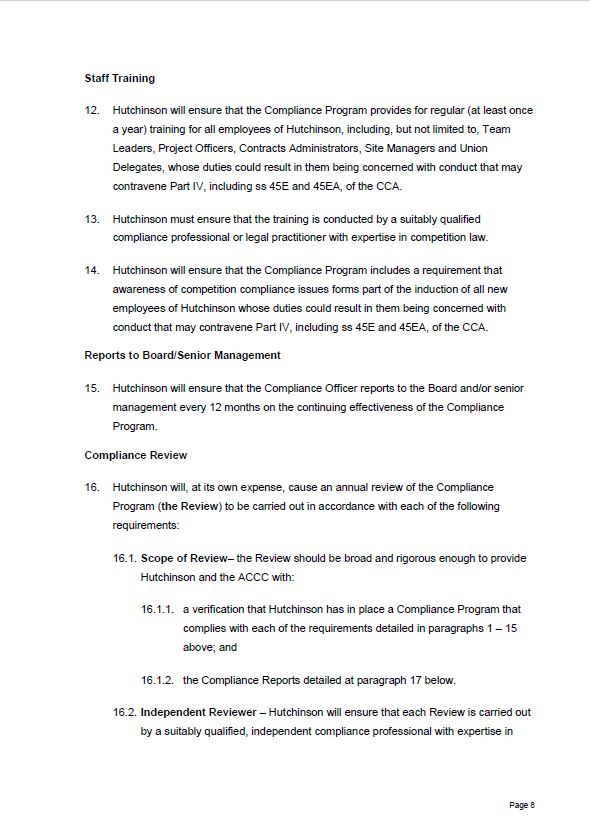 Staff Training
12. Hutchinson will ensure that the Compliance Program provides for regular (at least once
a year) training for all employees of Hutchinson, including, but not limited to, Team
Leaders, Project Officers, Contracts Administrators, Site Managers and Union
Delegates, whose duties could result in them being concerned with conduct that may
contravene Part IV, including ss 45E and 45EA, of the CCA.
13. Hutchinson must ensure that the training is conducted by a suitably qualified
compliance professional or legal practitioner with expertise in competition law.
14. Hutchinson will ensure that the Compliance Program includes a requirement that
awareness of competition compliance issues forms part of the induction of all new
employees of Hutchinson whose duties could result in them being concerned with
conduct that may contravene Part IV, including ss 45E and 45EA, of the CCA.
Reports to Board/Senior Management
15. Hutchinson will ensure that the Compliance Officer reports to the Board and/or senior
management every 12 months on the continuing effectiveness of the Compliance
Program.
Compliance Review
16. Hutchinson will, at its own expense, cause an annual review of the Compliance
Program (the Review) to be carried out in accordance with each of the following
requirements:
16.1. Scope of Review– the Review should be broad and rigorous enough to provide
Hutchinson and the ACCC with:
16.1.1. a verification that Hutchinson has in place a Compliance Program that
complies with each of the requirements detailed in paragraphs 1 – 15
above; and
16.1.2. the Compliance Reports detailed at paragraph 17 below.
16.2. Independent Reviewer – Hutchinson will ensure that each Review is carried out
by a suitably qualified, independent compliance professional with expertise in
Page 8